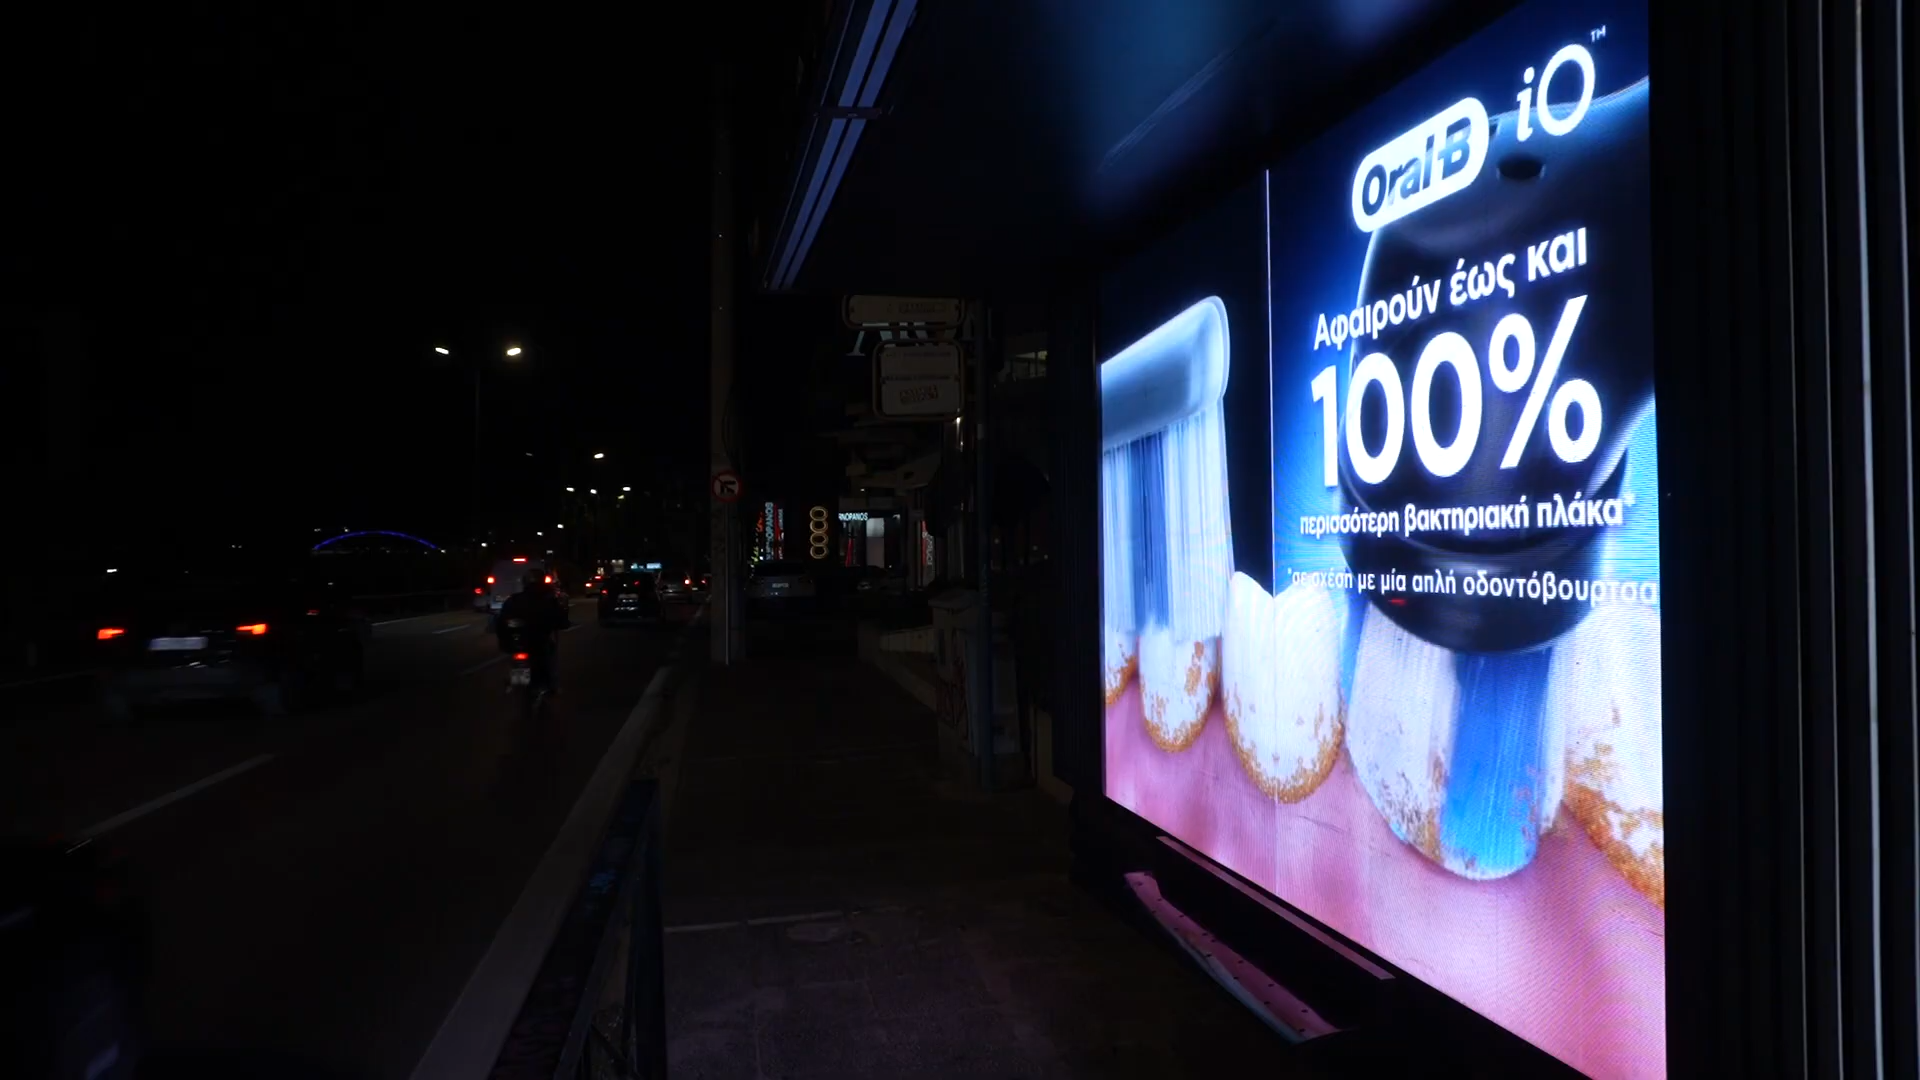 Oral-B iO™
Αφαιρούν έως και
100%
περισσότερη βακτηριακή πλάκα*
*σε σχέση με μία απλή οδοντόβουρτσα